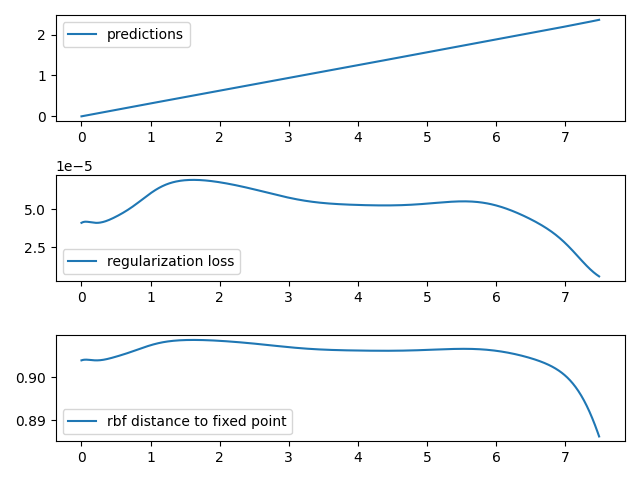 2
1
0
predictions
0 1 2 3 4 5 6 7
1e−5
5.0
2.5
regularization loss
0 1 2 3 4 5 6 7
0.90
0.89
rbf distance to fixed point
0 1 2 3 4 5 6 7